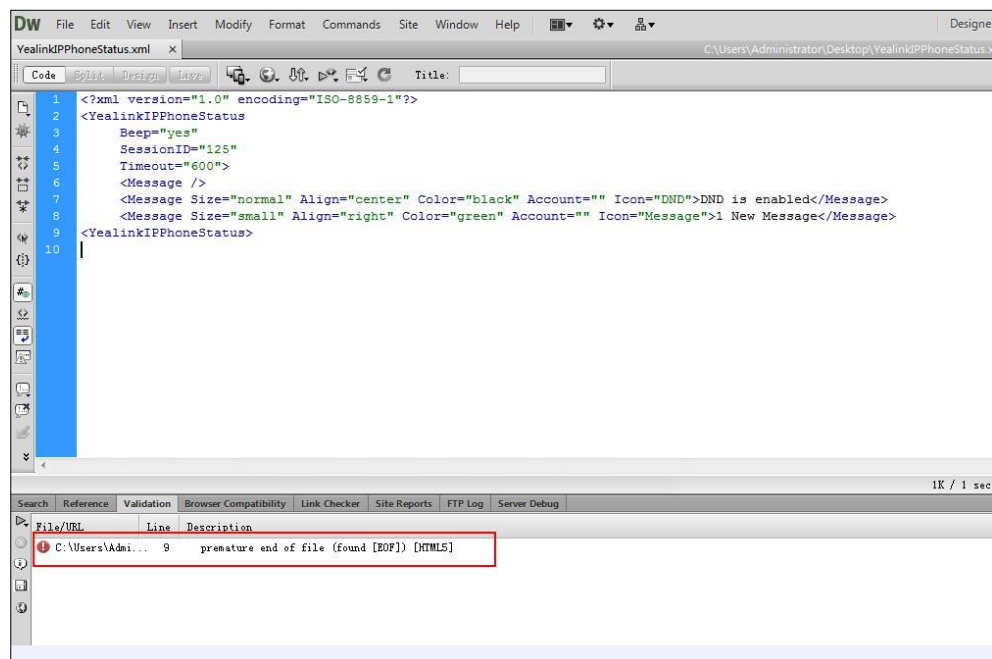 DW File Edit View Insert Modify Format Commands Site Window Help Designe
YealinkIPPhoneStatus.xml × C:\Users\Administrator\Desktop\YealinkIPPhoneStatus.x
Code Split Design Live Title:
1 <?xml version="1.0" encoding="ISO-8859-1"?>
2 <YealinkIPPhoneStatus
3 Beep="yes"
4 SessionID="125"
5 Timeout="600">
6 <Message />
7 <Message Size="normal" Align="center" Color="black" Account="" Icon="DND">DND is enabled</Message>
8 <Message Size="small" Align="right" Color="green" Account="" Icon="Message">1 New Message</Message>
9 <YealinkIPPhoneStatus>
10
1K / 1 sec
Search Reference Validation Browser Compatibility Link Checker Site Reports FTP Log Server Debug
File/URL Line Description
C:\Users\Admi... 9 premature end of file (found [EOF]) [HTML5]